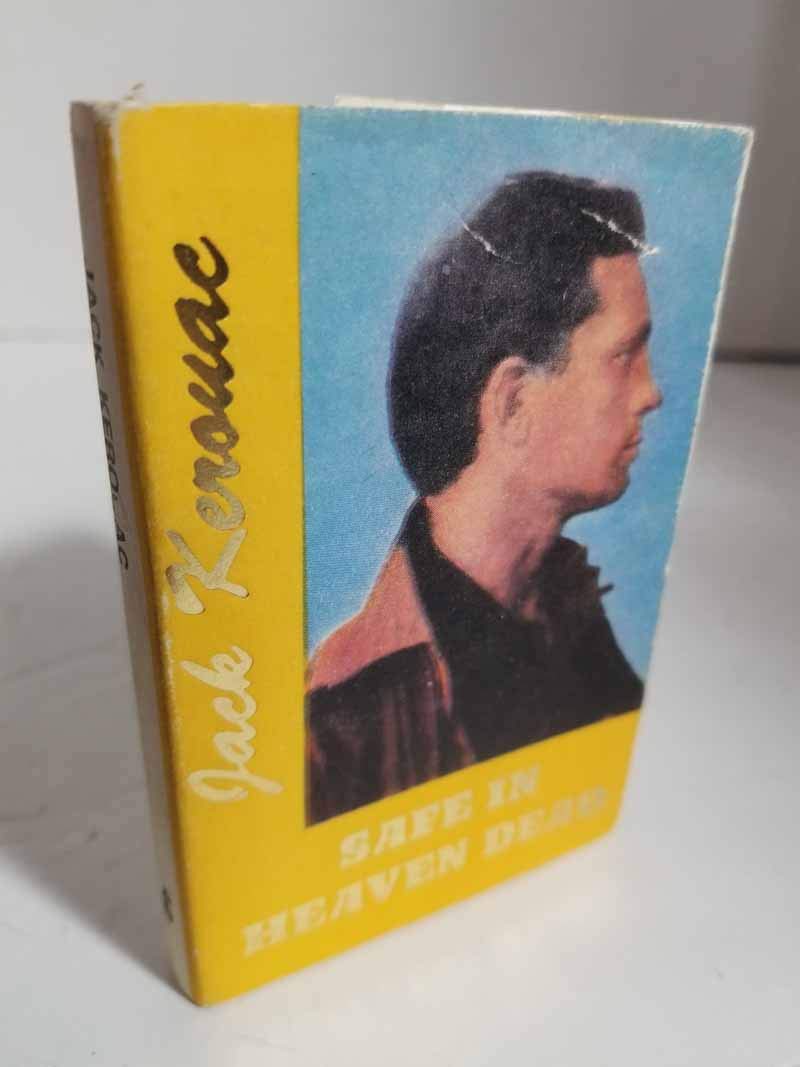 JACK KEROUAC
Jack Kerouac
SAFE IN
HEAVEN DEAD